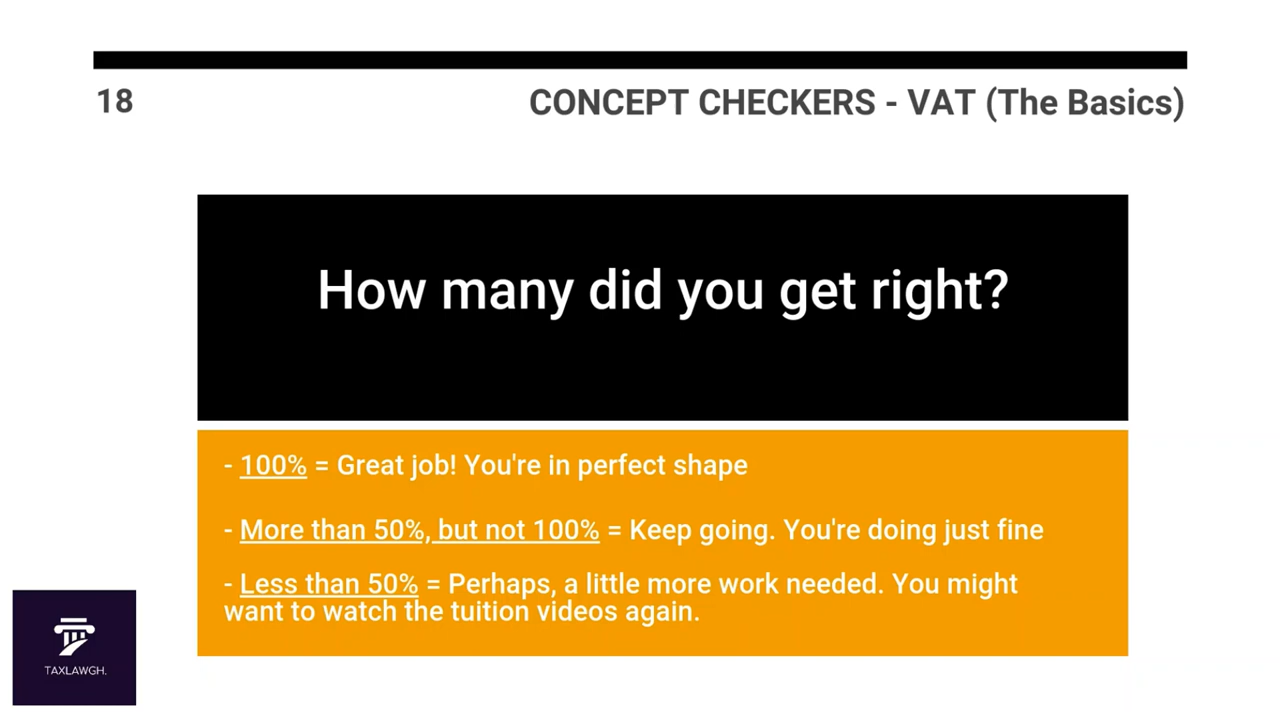 18
CONCEPT CHECKERS - VAT (The Basics)
How many did you get right?
- 100% = Great job! You're in perfect shape
- More than 50%, but not 100% = Keep going. You're doing just fine
- Less than 50% = Perhaps, a little more work needed. You might
want to watch the tuition videos again.
TAXLAWGH.